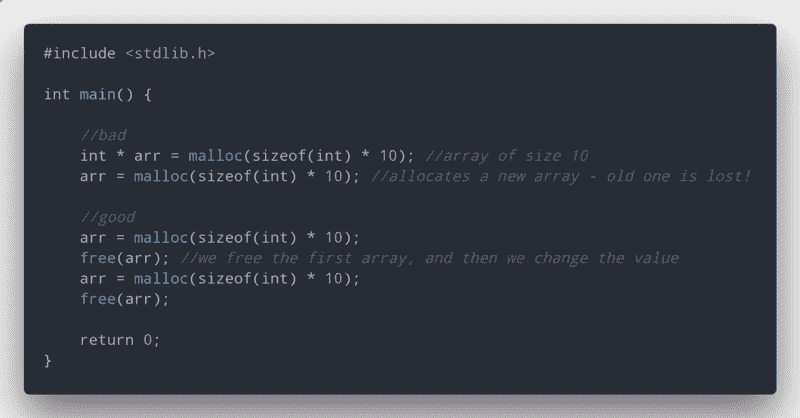 #include <stdlib.h>
int main() {
//bad
int * arr = malloc(sizeof(int) * 10); //array of size 10
arr = malloc(sizeof(int) * 10); //allocates a new array - old one is lost!
//good
arr = malloc(sizeof(int) * 10);
free(arr); //we free the first array, and then we change the value
arr = malloc(sizeof(int) * 10);
free(arr);
return 0;
}